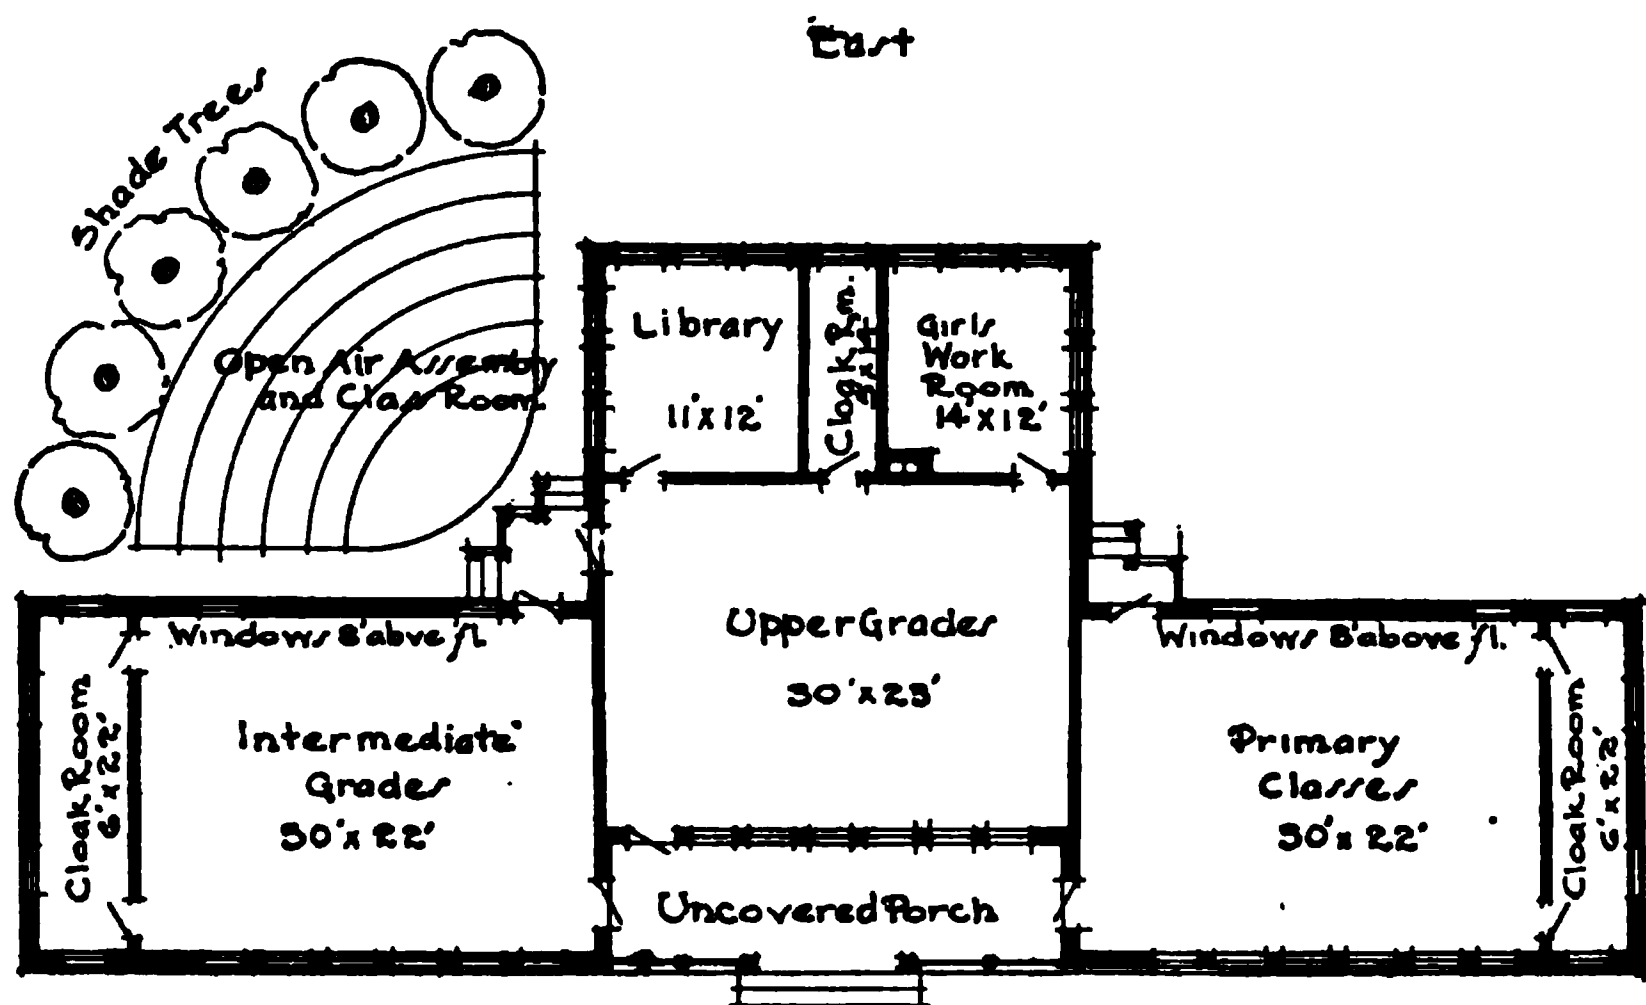 East
Shade Trees
Open Air Assembly
and Class Room
Library
11'x12'
Cloak Rm.
Girls
Work
Room
14'x12'
Upper Grades
30'x23'
Windows 8'abve fl.
Windows 8'above fl.
Cloak Room
6'x22'
Intermediate
Grades
30'x22'
Primary
Classes
30'x22'
Cloak Room
6'x22'
Uncovered Porch